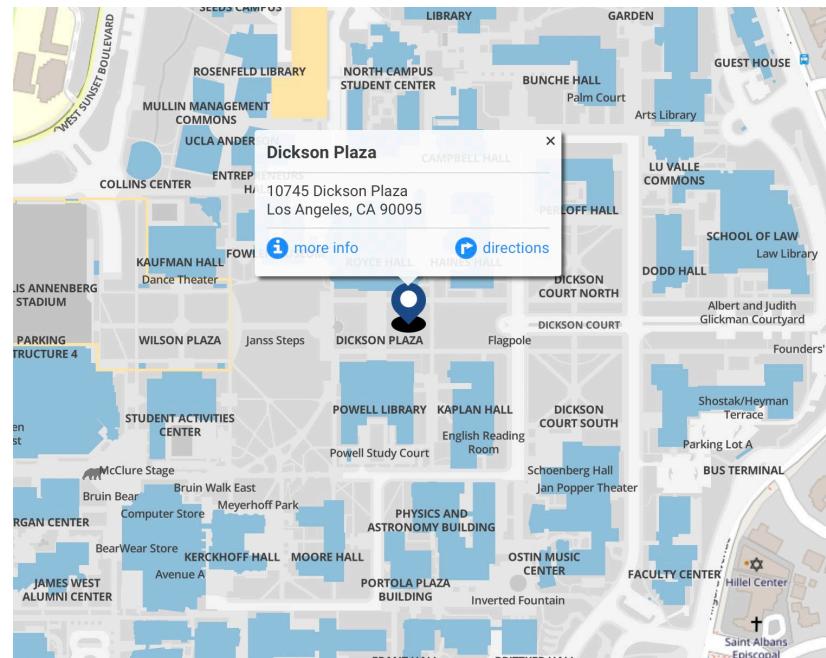 SEEDS CAMPUS
LIBRARY
GARDEN
WEST SUNSET BOULEVARD
ROSENFELD LIBRARY
NORTH CAMPUS
STUDENT CENTER
BUNCHE HALL
Palm Court
GUEST HOUSE
MULLIN MANAGEMENT
COMMONS
Arts Library
UCLA ANDERSON
ENTREPRENEURS
HALL
COLLINS CENTER
CAMPBELL HALL
LU VALLE
COMMONS
Dickson Plaza
×
10745 Dickson Plaza
Los Angeles, CA 90095
more info
directions
PERLOFF HALL
KAUFMAN HALL
Dance Theater
FOWLER MUSEUM
ROYCE HALL
HAINES HALL
SCHOOL OF LAW
Law Library
DODD HALL
LIS ANNENBERG
STADIUM
DICKSON
COURT NORTH
Albert and Judith
Glickman Courtyard
PARKING
TRUCTURE 4
WILSON PLAZA
Janss Steps
DICKSON PLAZA
Flagpole
DICKSON COURT
Founders'
STUDENT ACTIVITIES
CENTER
POWELL LIBRARY
KAPLAN HALL
English Reading
Room
Powell Study Court
DICKSON
COURT SOUTH
Shostak/Heyman
Terrace
Parking Lot A
BUS TERMINAL
en
st
McClure Stage
Bruin Bear
Bruin Walk East
Meyerhoff Park
Computer Store
Schoenberg Hall
Jan Popper Theater
RGAN CENTER
PHYSICS AND
ASTRONOMY BUILDING
BearWear Store
KERCKHOFF HALL
MOORE HALL
Avenue A
OSTIN MUSIC
CENTER
FACULTY CENTER
JAMES WEST
ALUMNI CENTER
PORTOLA PLAZA
BUILDING
Inverted Fountain
Hillel Center
Saint Albans
Episcopal